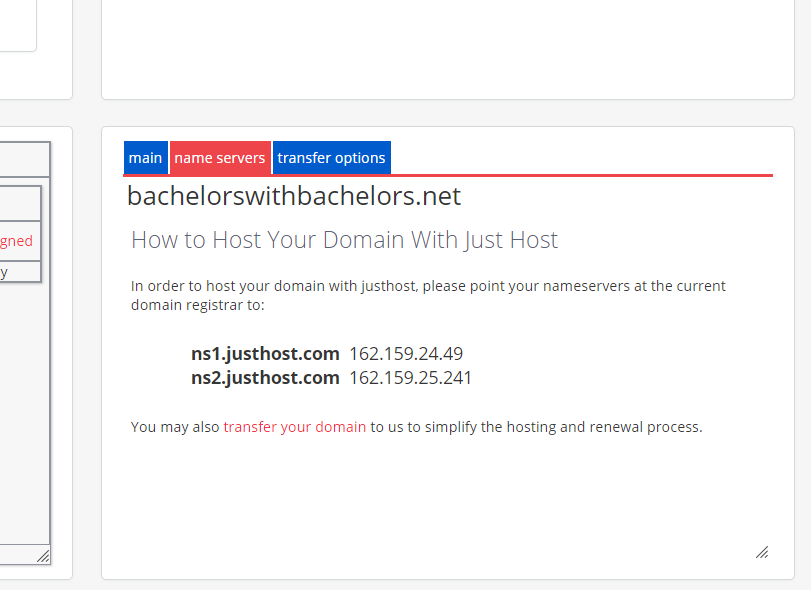 main name servers transfer options
bachelorswithbachelors.net
How to Host Your Domain With Just Host
gned
y
In order to host your domain with justhost, please point your nameservers at the current
domain registrar to:
ns1.justhost.com 162.159.24.49
ns2.justhost.com 162.159.25.241
You may also transfer your domain to us to simplify the hosting and renewal process.